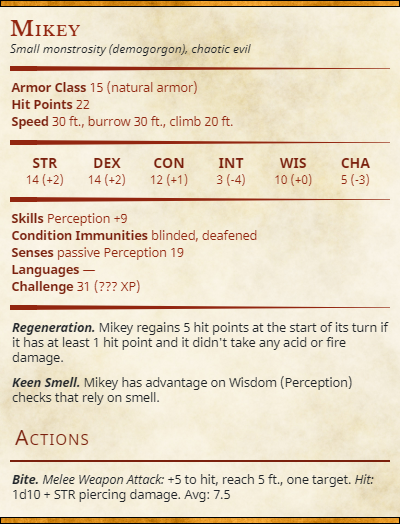 Mikey
Small monstrosity (demogorgon), chaotic evil
Armor Class 15 (natural armor)
Hit Points 22
Speed 30 ft., burrow 30 ft., climb 20 ft.
STR DEX CON INT WIS CHA
14 (+2) 14 (+2) 12 (+1) 3 (-4) 10 (+0) 5 (-3)
Skills Perception +9
Condition Immunities blinded, deafened
Senses passive Perception 19
Languages —
Challenge 31 (??? XP)
Regeneration. Mikey regains 5 hit points at the start of its turn if
it has at least 1 hit point and it didn't take any acid or fire
damage.
Keen Smell. Mikey has advantage on Wisdom (Perception)
checks that rely on smell.
Actions
Bite. Melee Weapon Attack: +5 to hit, reach 5 ft., one target. Hit:
1d10 + STR piercing damage. Avg: 7.5